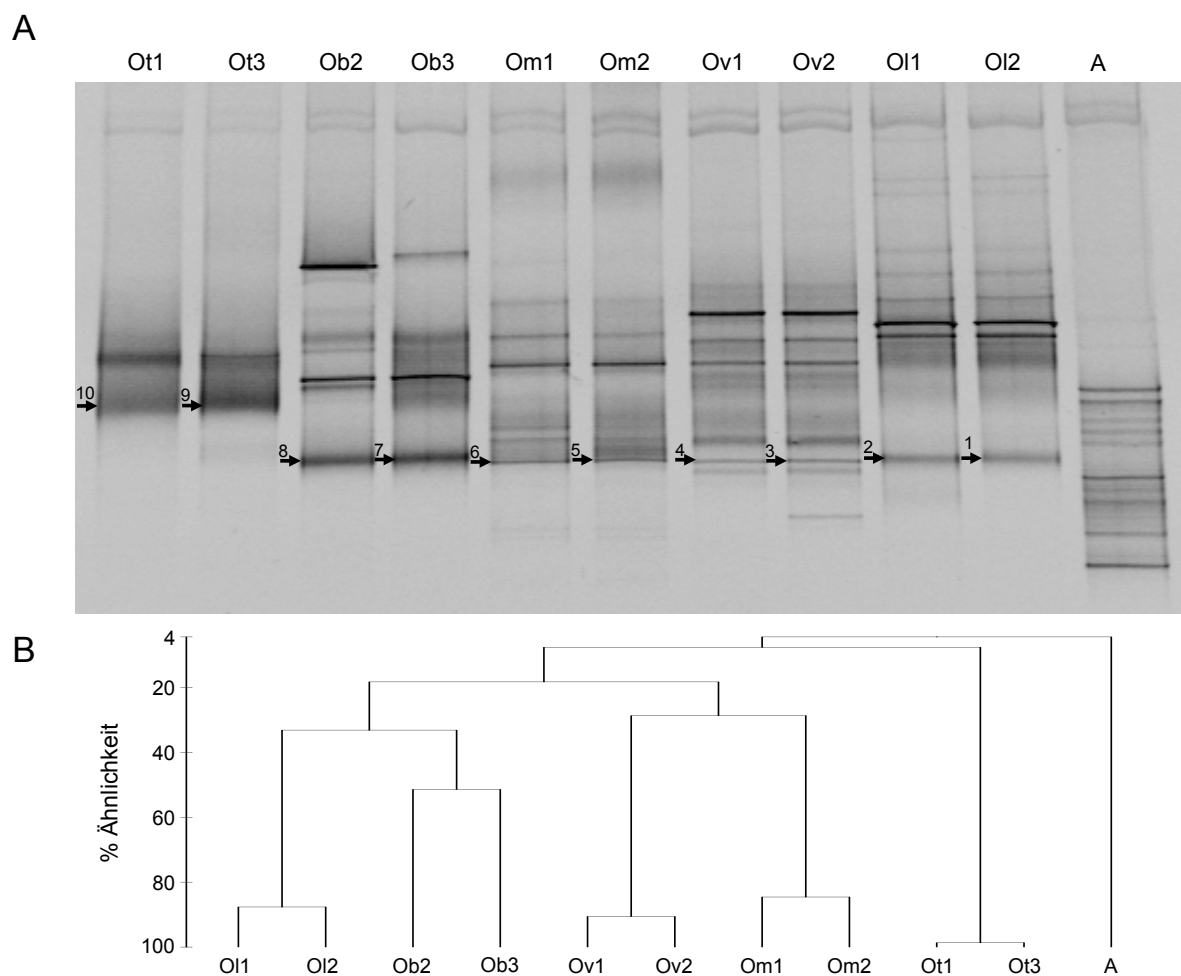 A
Ot1 Ot3 Ob2 Ob3 Om1 Om2 Ov1 Ov2 Ol1 Ol2 A
10 9 8 7 6 5 4 3 2 1
B
4
20
40
60
80
100
% Ähnlichkeit
Ol1 Ol2 Ob2 Ob3 Ov1 Ov2 Om1 Om2 Ot1 Ot3 A